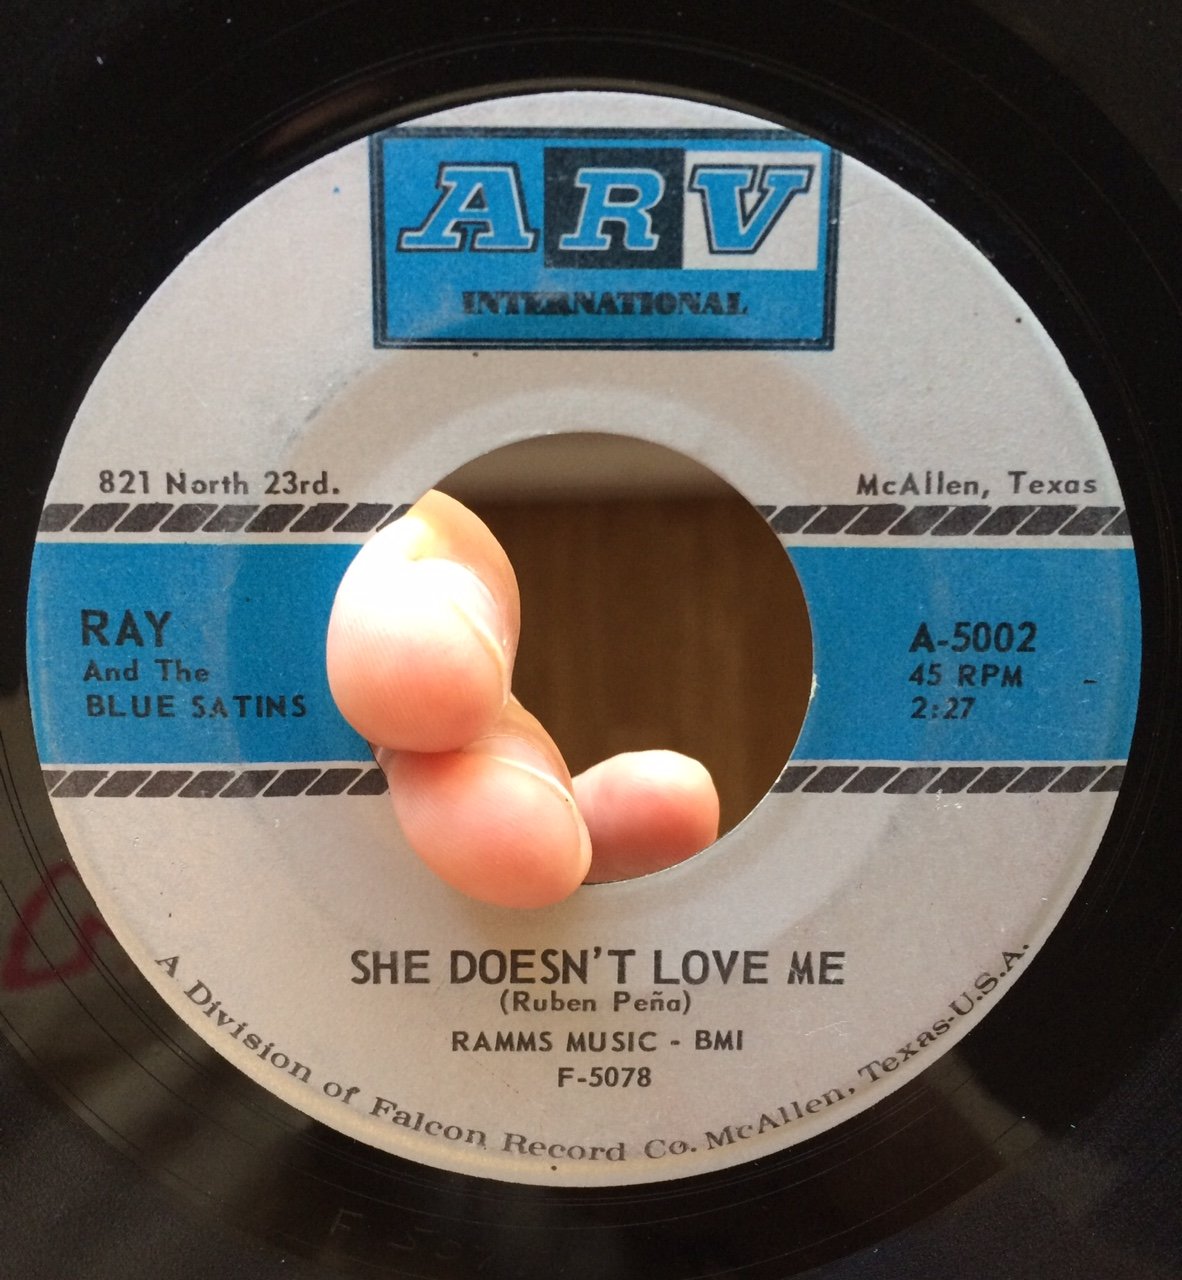 ARV
INTERNATIONAL
821 North 23rd.
McAllen, Texas
RAY
And The
BLUE SATINS
A-5002
45 RPM
2:27
SHE DOESN'T LOVE ME
(Ruben Peña)
RAMMS MUSIC - BMI
F-5078
A Division of Falcon Record Co. McAllen, Texas-U.S.A.